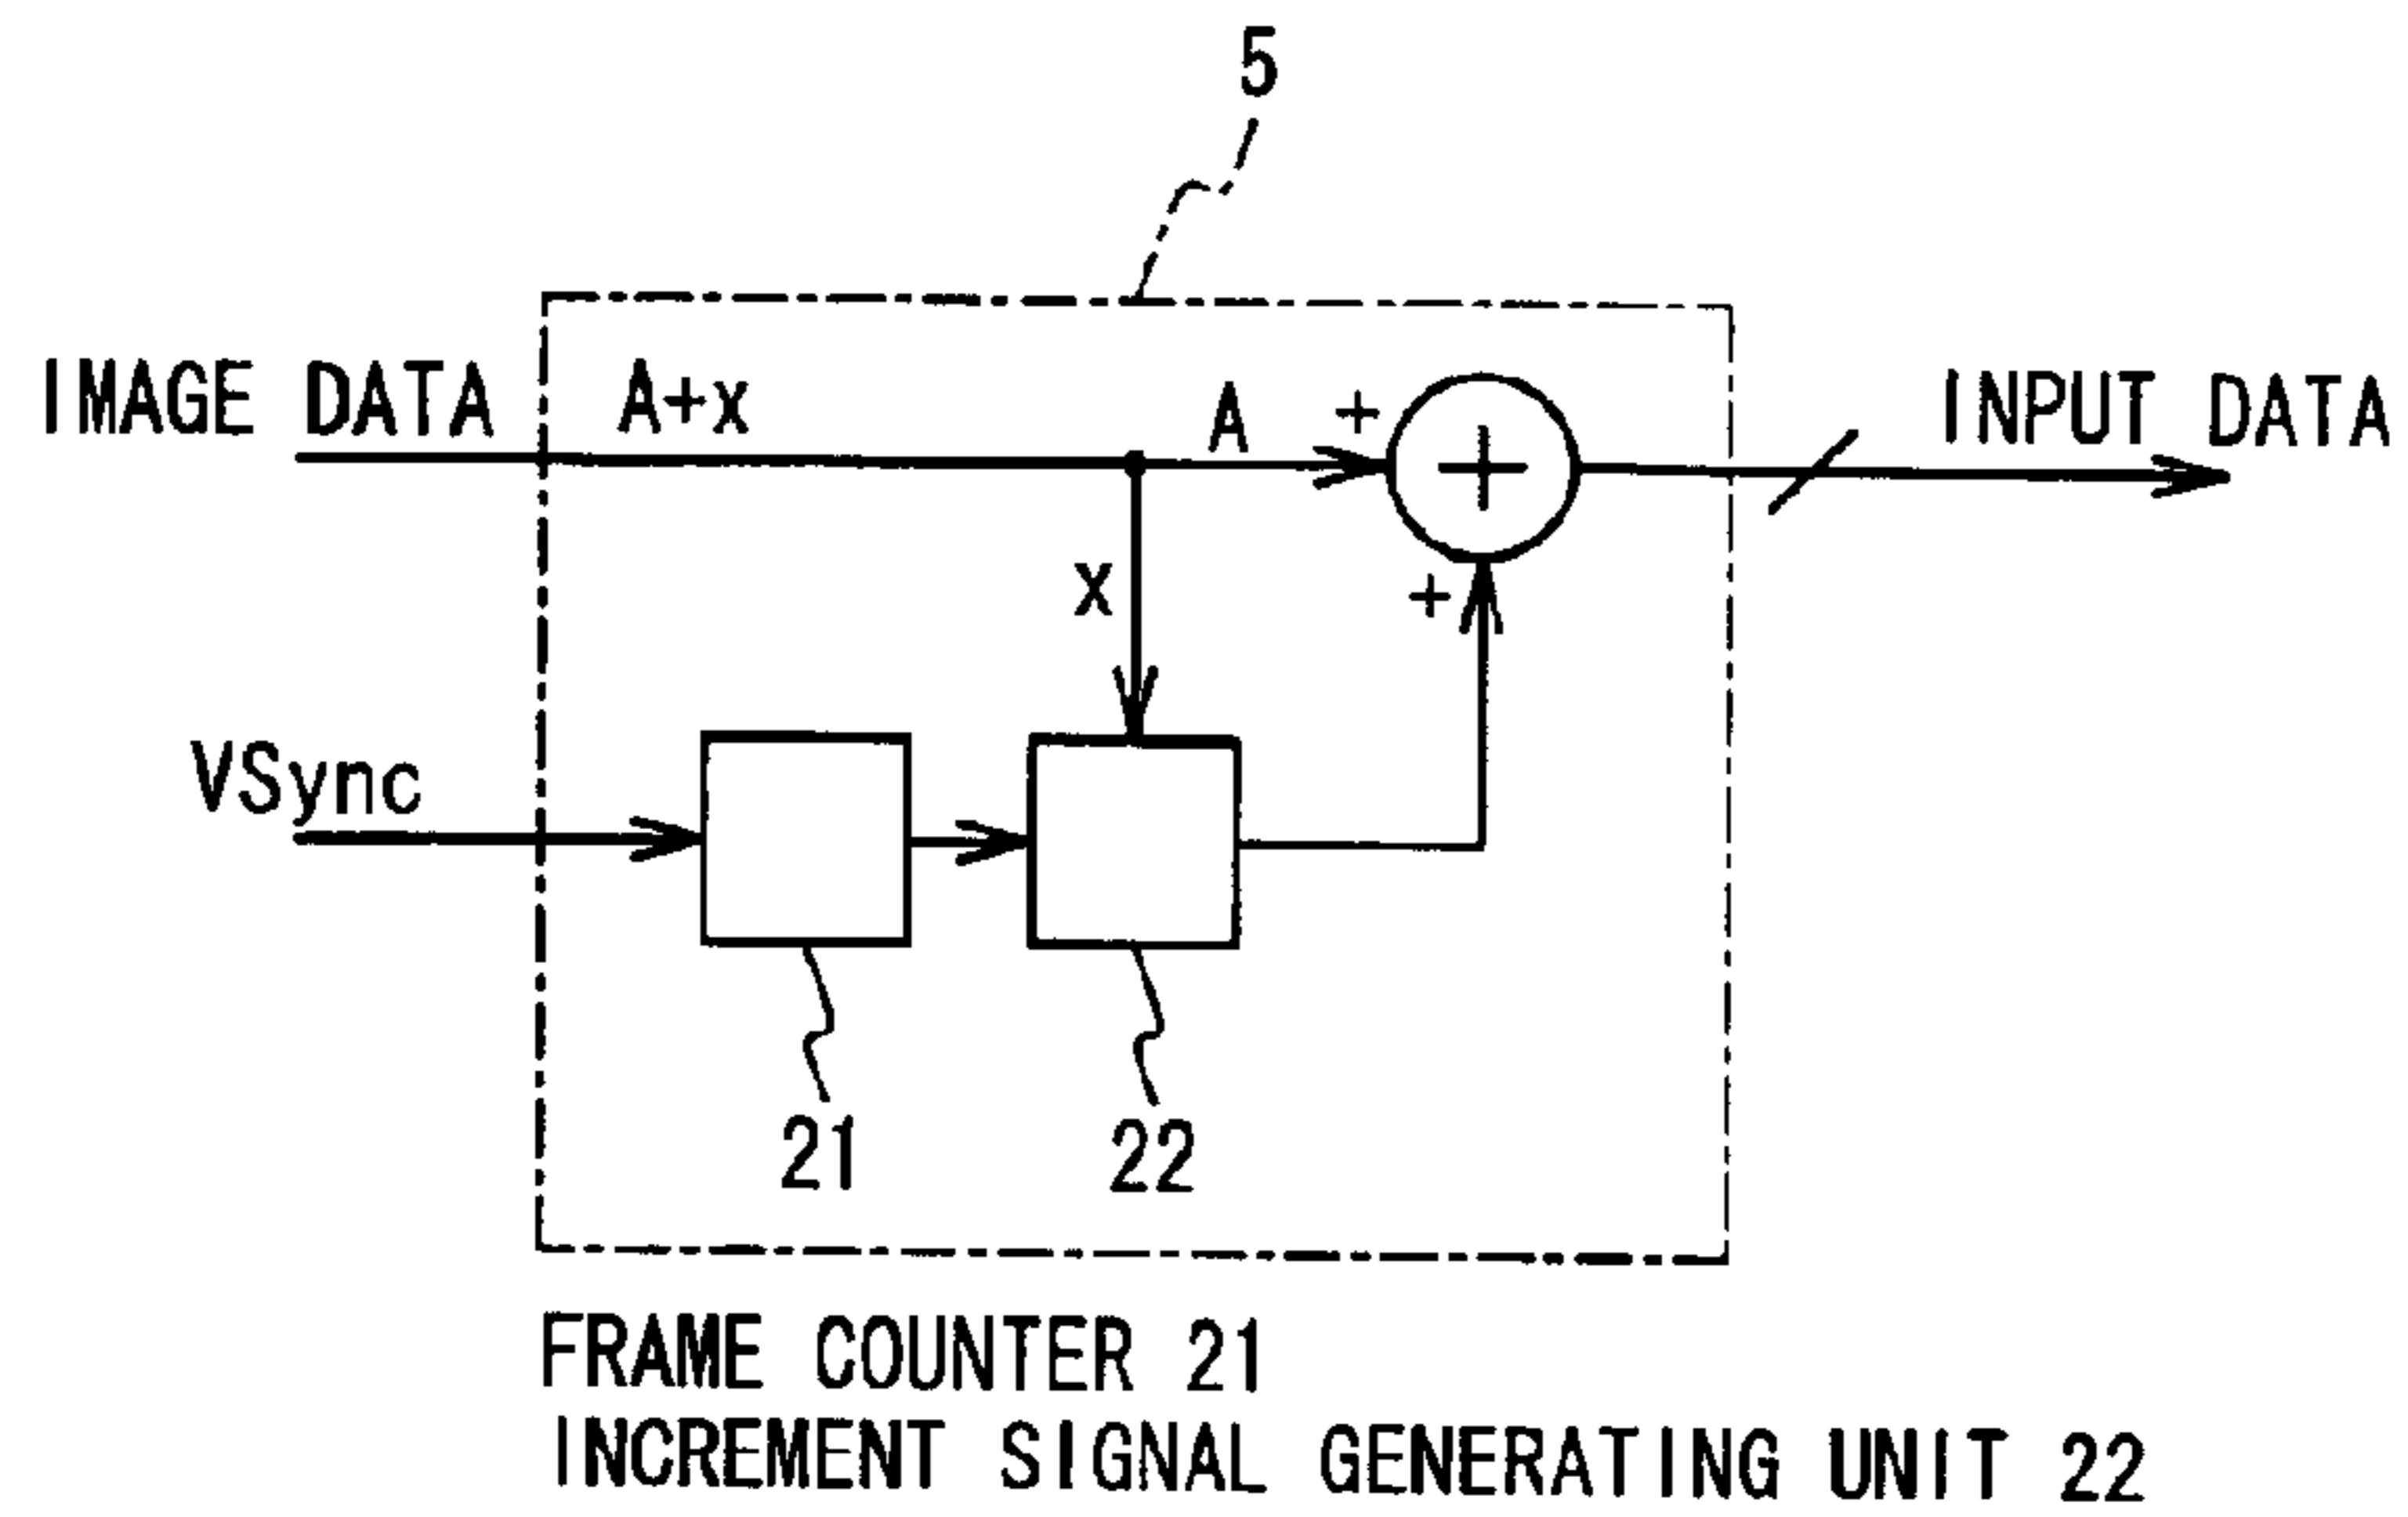 5
IMAGE DATA A+x A + INPUT DATA
+
x +
VSync
21 22
FRAME COUNTER 21
INCREMENT SIGNAL GENERATING UNIT 22